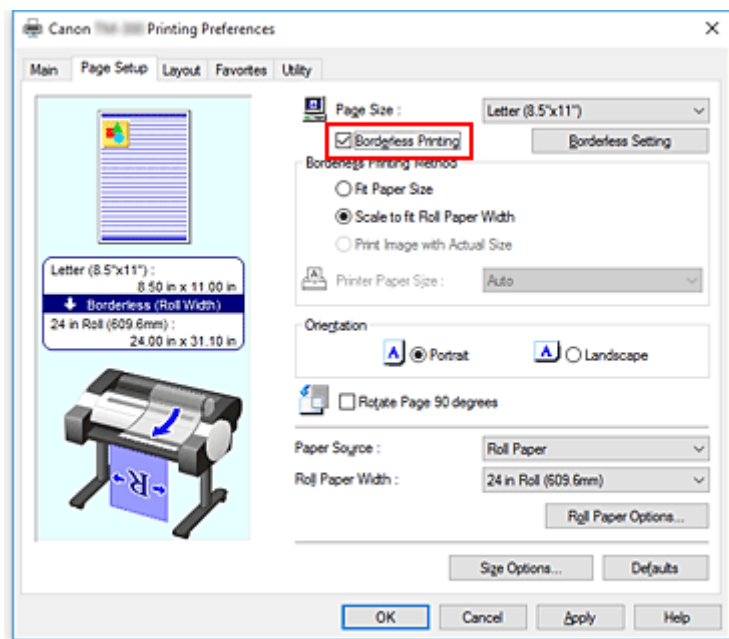 Canon Printing Preferences
Main Page Setup Layout Favorites Utility
Page Size : Letter (8.5"x11")
Borderless Printing Borderless Setting
Borderless Printing Method
Fit Paper Size
Scale to fit Roll Paper Width
Print Image with Actual Size
Printer Paper Size : Auto
Letter (8.5"x11") :
8.50 in x 11.00 in
Borderless (Roll Width)
24 in Roll (609.6mm) :
24.00 in x 31.10 in
Orientation
A Portrait A Landscape
Rotate Page 90 degrees
R
Paper Source : Roll Paper
Roll Paper Width : 24 in Roll (609.6mm)
Roll Paper Options...
Size Options... Defaults
OK Cancel Apply Help